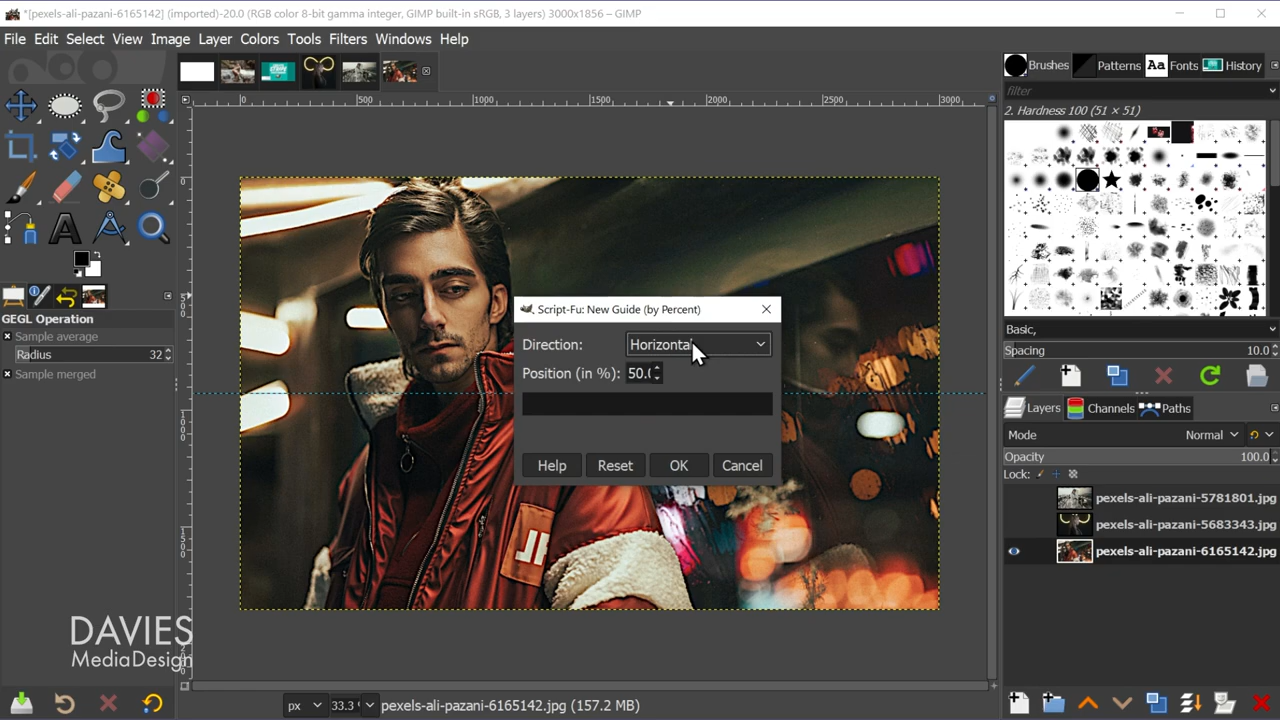 *[pexels-ali-pazani-6165142] (imported)-20.0 (RGB color 8-bit gamma integer, GIMP built-in sRGB, 3 layers) 3000x1856 – GIMP
File Edit Select View Image Layer Colors Tools Filters Windows Help
Brushes Patterns Aa Fonts History
filter
2. Hardness 100 (51 × 51)
0 500 1000 1500 2000 2500 3000
0
500
1000
1500
GEGL Operation
Sample average
Radius 32
Sample merged
Script-Fu: New Guide (by Percent)
Direction: Horizontal
Position (in %): 50.
Help Reset OK Cancel
Basic,
Spacing 10.0
Layers Channels Paths
Mode Normal
Opacity 100.0
Lock:
pexels-ali-pazani-5781801.jpg
pexels-ali-pazani-5683343.jpg
pexels-ali-pazani-6165142.jpg
DAVIES
MediaDesign
px 33.3 pexels-ali-pazani-6165142.jpg (157.2 MB)